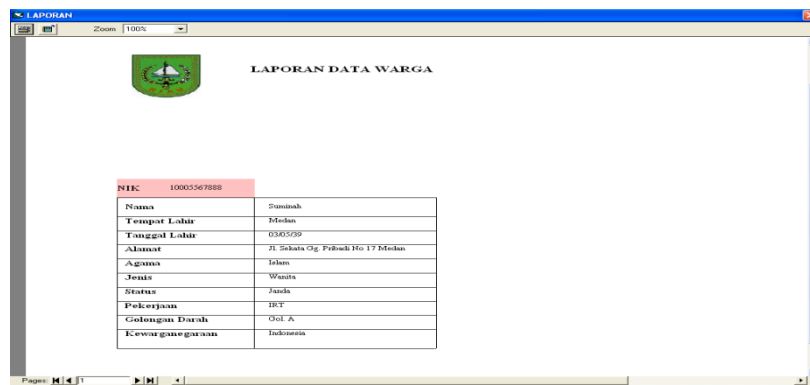 LAPORAN
Zoom 100%
LAPORAN DATA WARGA
NIK 10005567888
Nama Suminah
Tempat Lahir Medan
Tanggal Lahir 03/05/39
Alamat Jl. Sekata Gg. Pribadi No 17 Medan
Agama Islam
Jenis Wanita
Status Janda
Pekerjaan IRT
Golongan Darah Gol. A
Kewarganegaraan Indonesia
Pages: 1